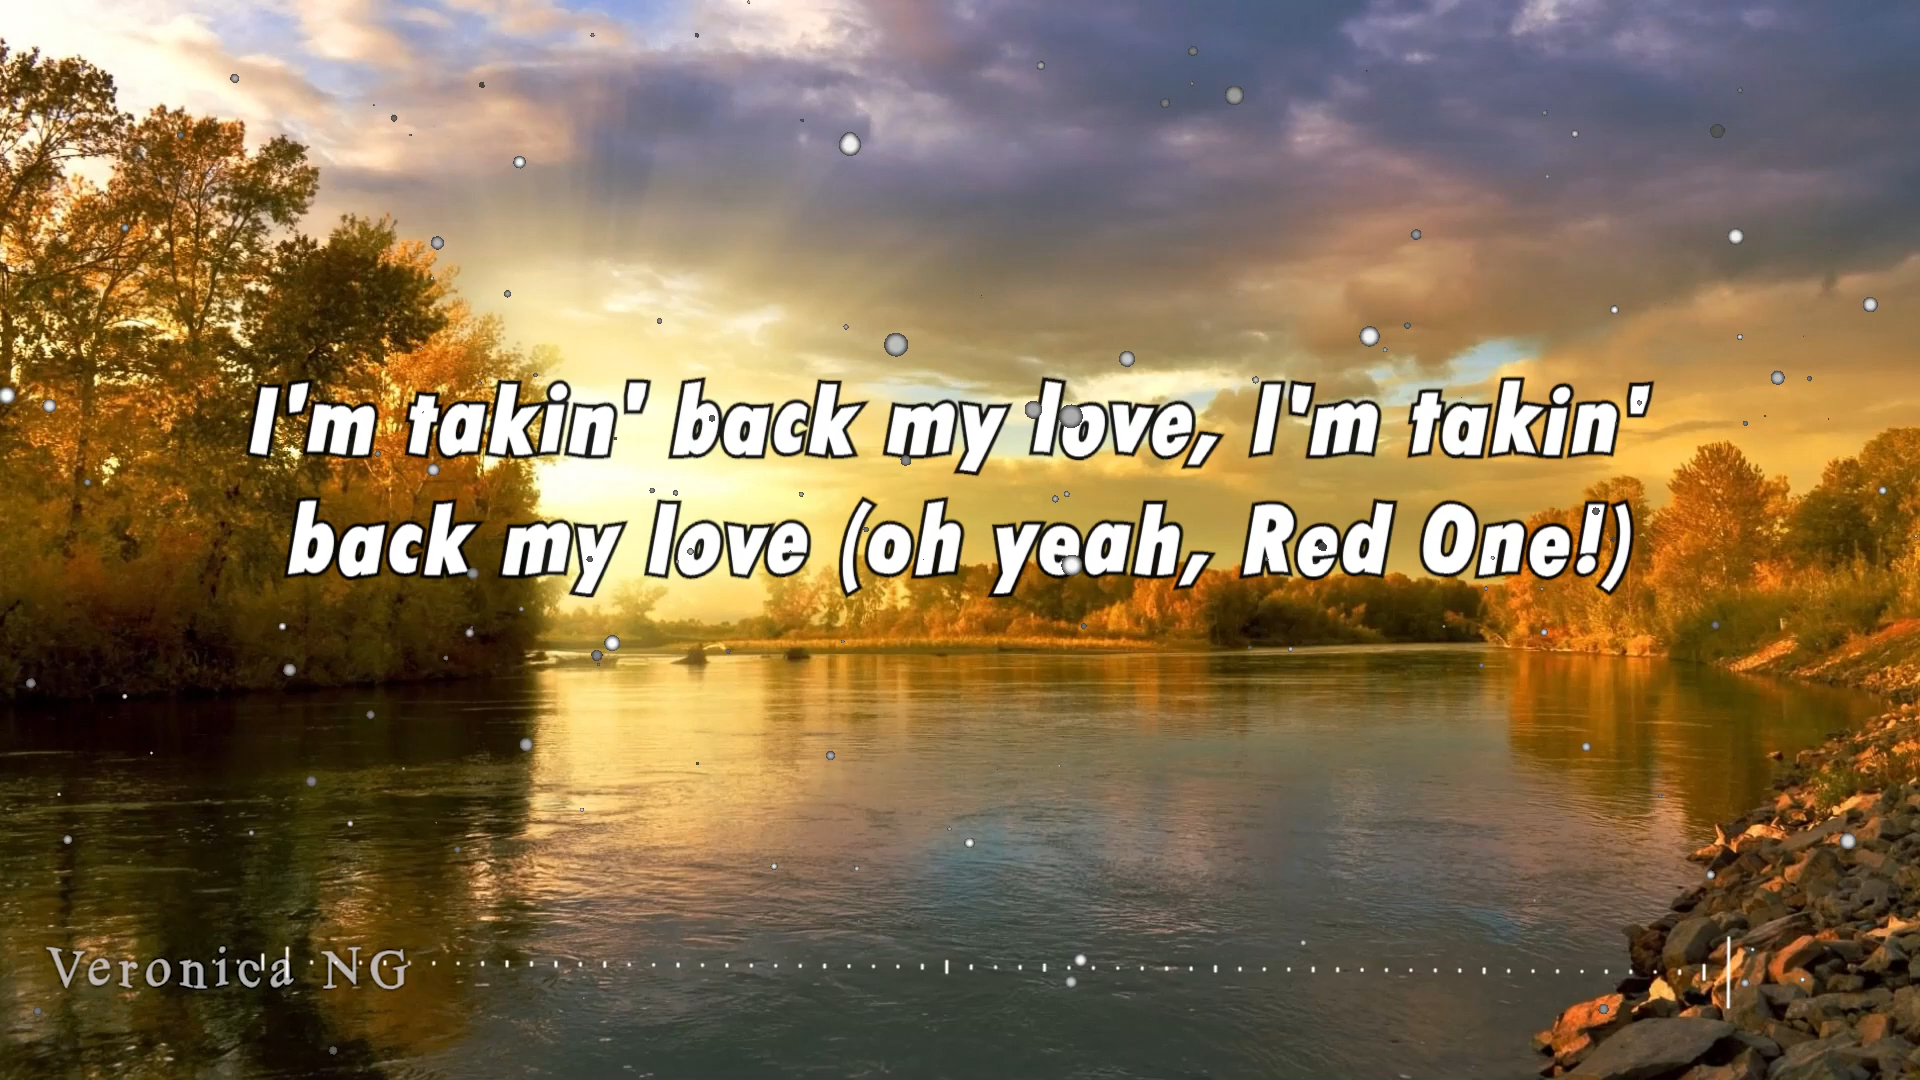 I'm takin' back my love, I'm takin'
back my love (oh yeah, Red One!)
Veronica NG